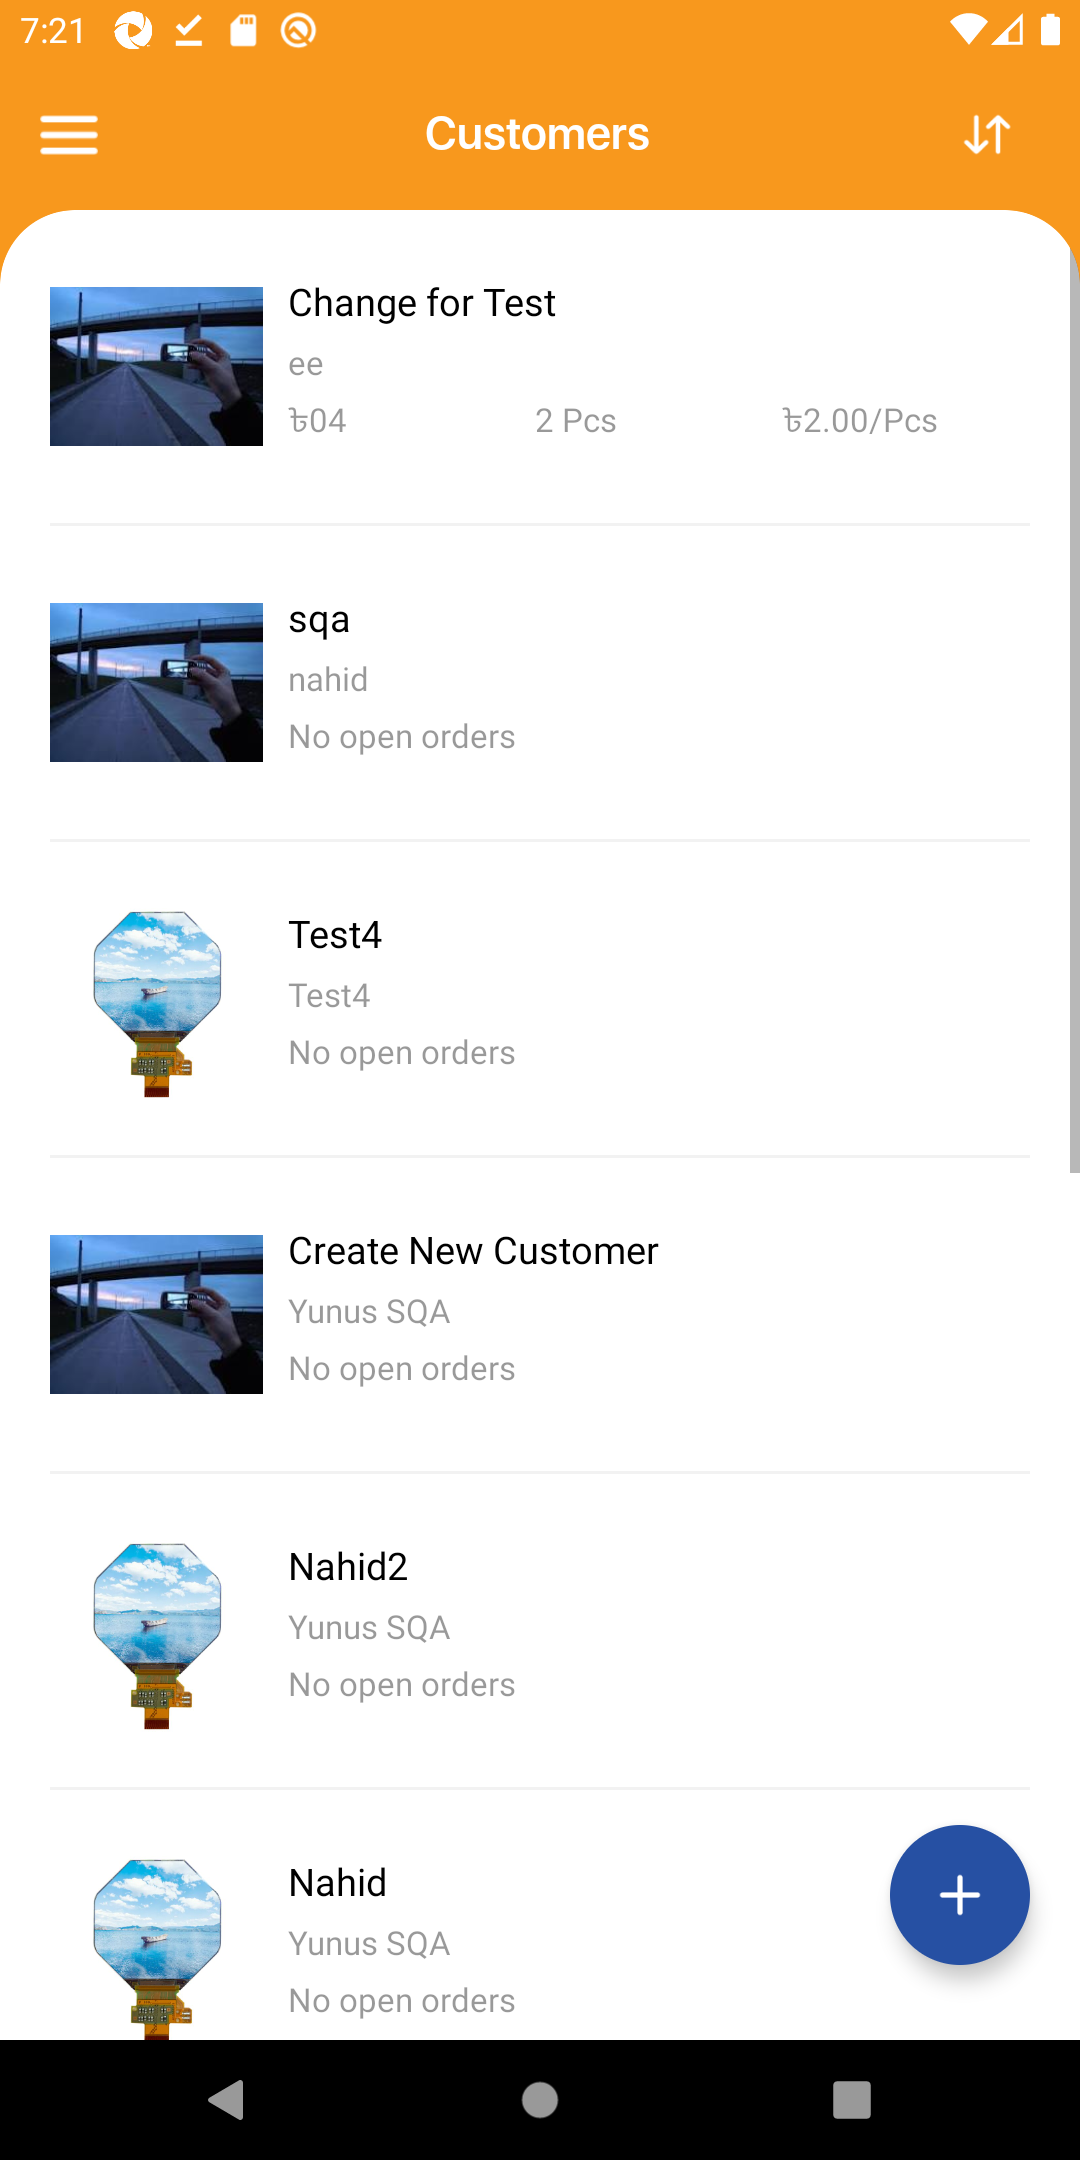 7:21
Customers
Change for Test
ee
৳04 2 Pcs ৳2.00/Pcs
sqa
nahid
No open orders
Test4
Test4
No open orders
Create New Customer
Yunus SQA
No open orders
Nahid2
Yunus SQA
No open orders
Nahid
Yunus SQA
No open orders